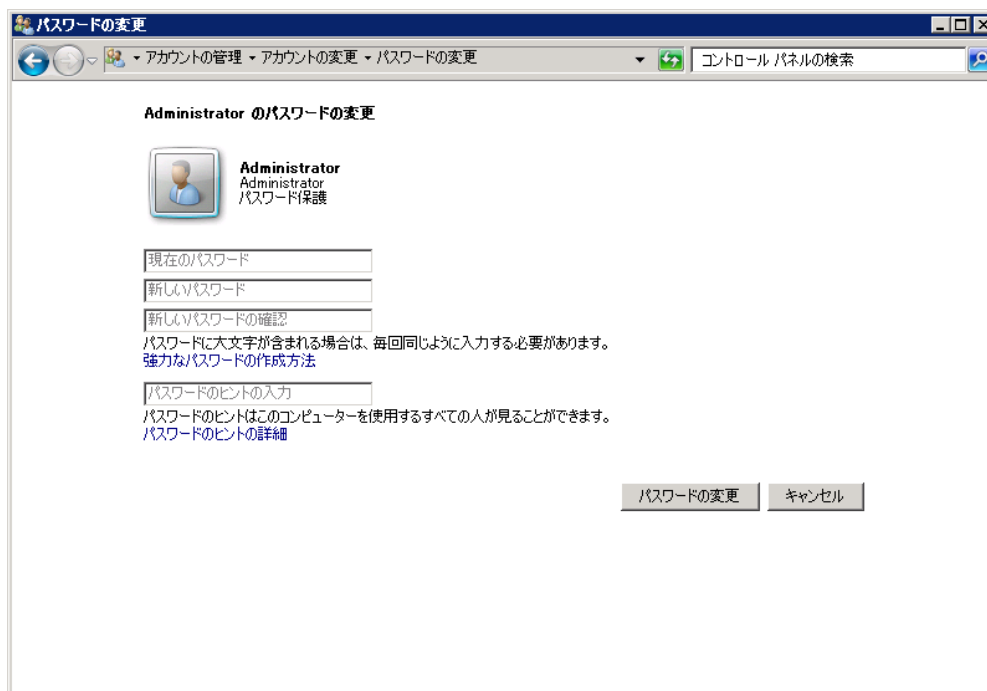 パスワードの変更
アカウントの管理 アカウントの変更 パスワードの変更 コントロール パネルの検索
Administrator のパスワードの変更
Administrator
Administrator
パスワード保護
現在のパスワード
新しいパスワード
新しいパスワードの確認
パスワードに大文字が含まれる場合は、毎回同じように入力する必要があります。
強力なパスワードの作成方法
パスワードのヒントの入力
パスワードのヒントはこのコンピューターを使用するすべての人が見ることができます。
パスワードのヒントの詳細
パスワードの変更 キャンセル